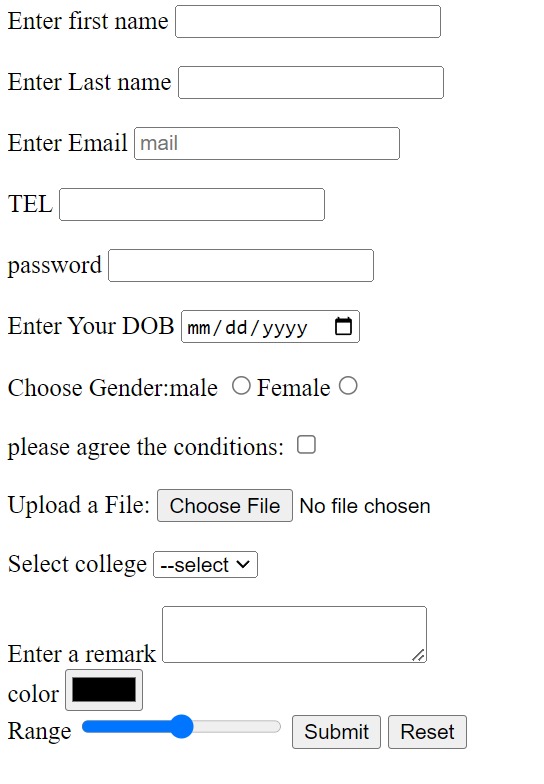 Enter first name
Enter Last name
Enter Email mail
TEL
password
Enter Your DOB mm/dd/yyyy
Choose Gender:male Female
please agree the conditions:
Upload a File: Choose File No file chosen
Select college --select
Enter a remark
color
Range Submit Reset